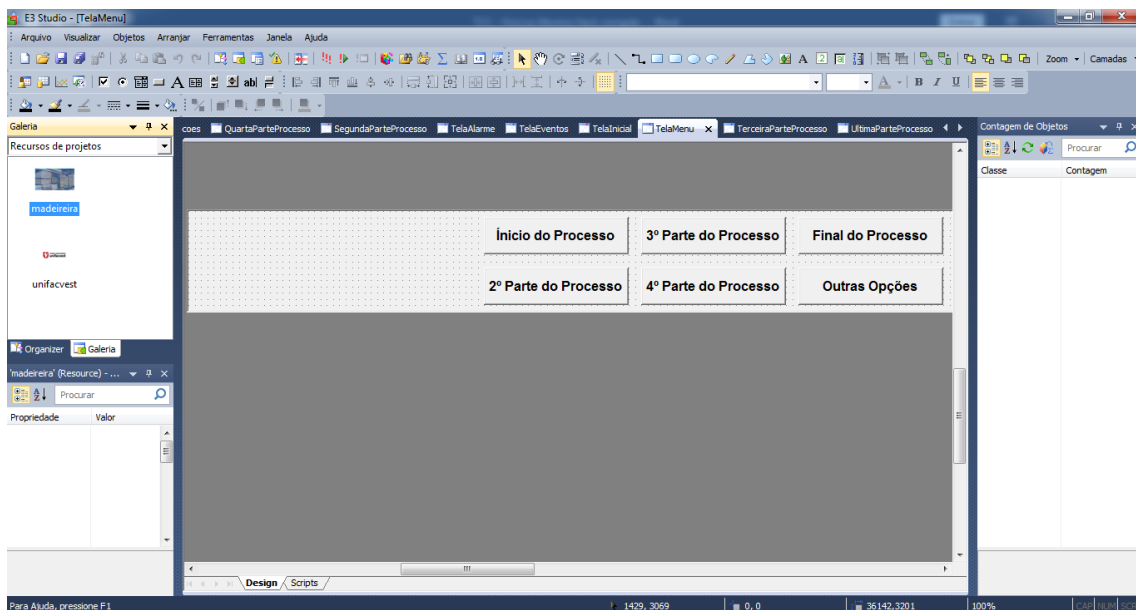 E3 Studio - [TelaMenu]
Arquivo Visualizar Objetos Arranjar Ferramentas Janela Ajuda
Zoom Camadas
A B I U
Galeria
coes QuartaParteProcesso SegundaParteProcesso TelaAlarme TelaEventos TelaInicial TelaMenu X TerceiraParteProcesso UltimaParteProcesso
Contagem de Objetos
Recursos de projetos
Procurar
Classe Contagem
madeireira
Ínicio do Processo 3º Parte do Processo Final do Processo
unifacvest
2º Parte do Processo 4º Parte do Processo Outras Opções
Organizer Galeria
'madeireira' (Resource) - ...
Procurar
Propriedade Valor
Design Scripts
Para Ajuda, pressione F1 1429, 3069 0, 0 36142,3201 100% CAP NUM SCF